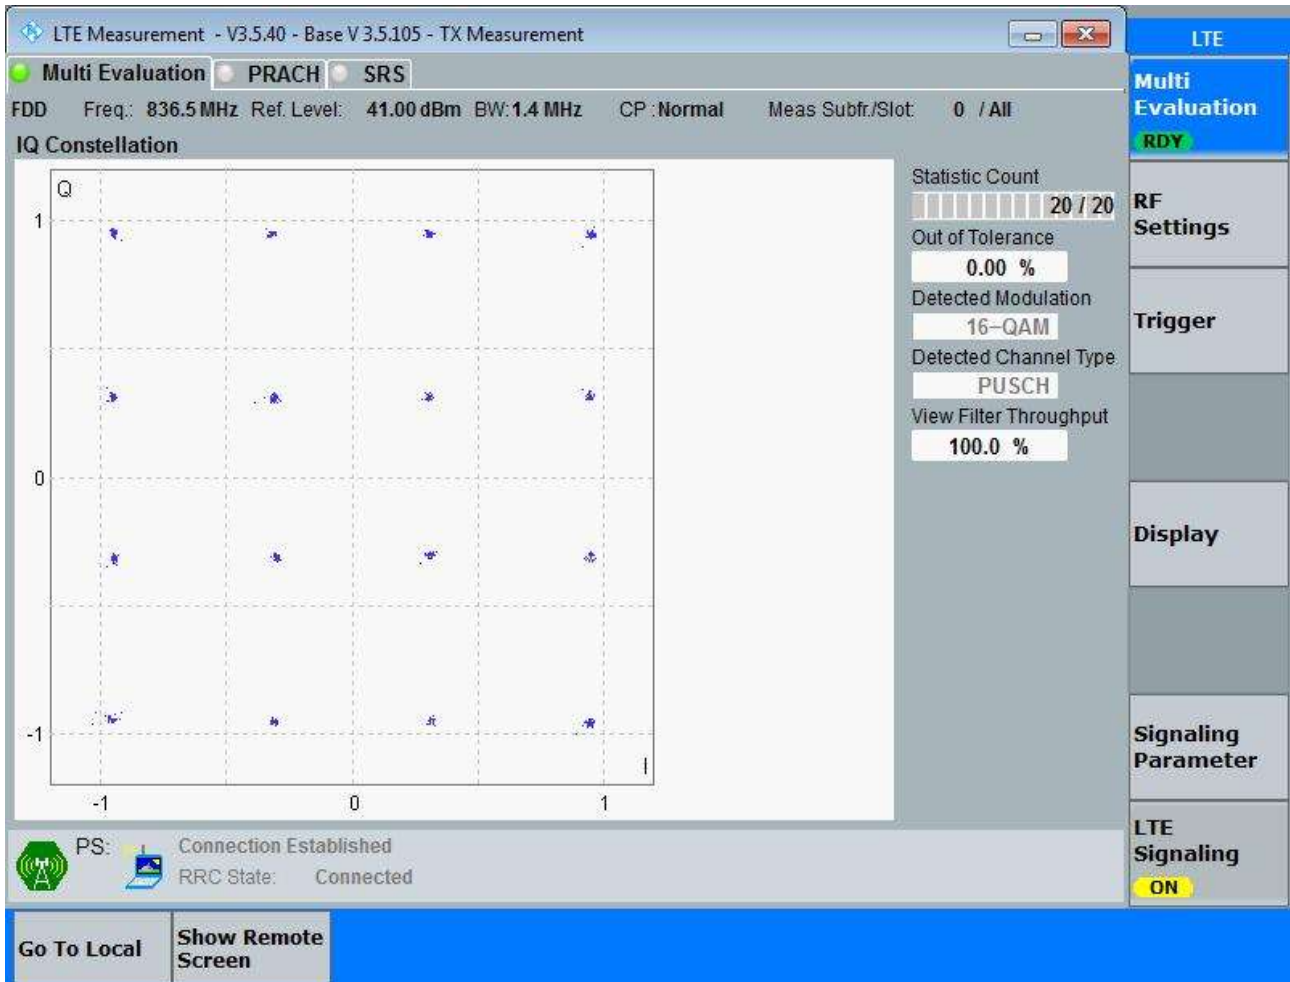 LTE Measurement - V3.5.40 - Base V 3.5.105 - TX Measurement
LTE
Multi Evaluation PRACH SRS
FDD Freq.: 836.5 MHz Ref. Level: 41.00 dBm BW: 1.4 MHz CP : Normal Meas Subfr./Slot: 0 / All
IQ Constellation
Q
1
0
-1
-1 0 1
I
Statistic Count
20 / 20
Out of Tolerance
0.00 %
Detected Modulation
16-QAM
Detected Channel Type
PUSCH
View Filter Throughput
100.0 %
Multi
Evaluation
RDY
RF
Settings
Trigger
Display
Signaling
Parameter
LTE
Signaling
ON
PS: Connection Established
RRC State: Connected
Go To Local
Show Remote
Screen